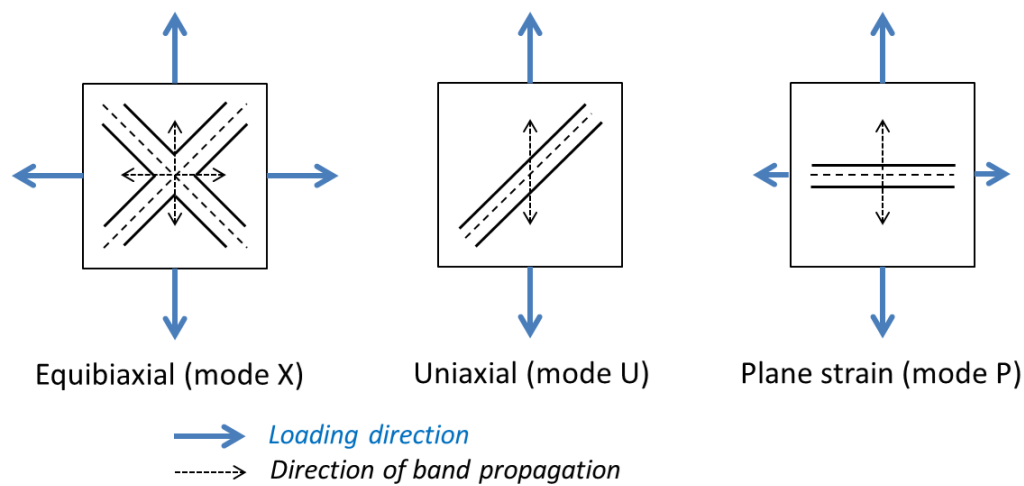 Equibiaxial (mode X)
Uniaxial (mode U)
Plane strain (mode P)
Loading direction
Direction of band propagation